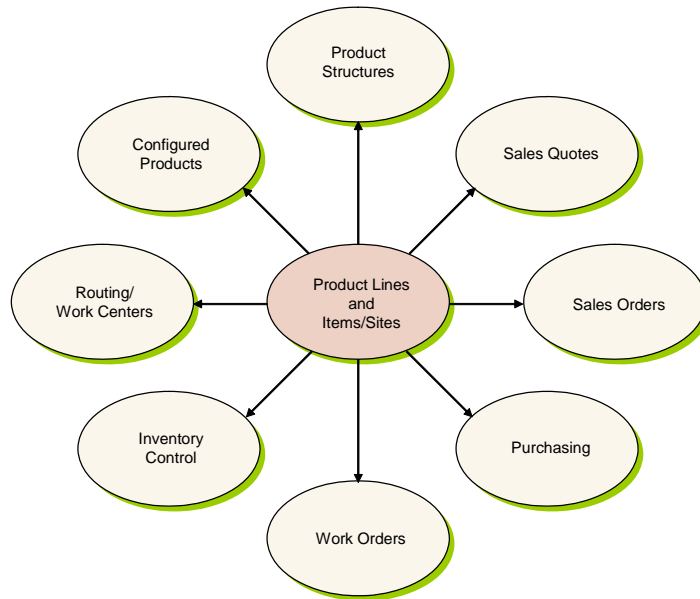 Product
Structures
Configured
Products
Sales Quotes
Routing/
Work Centers
Product Lines
and
Items/Sites
Sales Orders
Inventory
Control
Purchasing
Work Orders